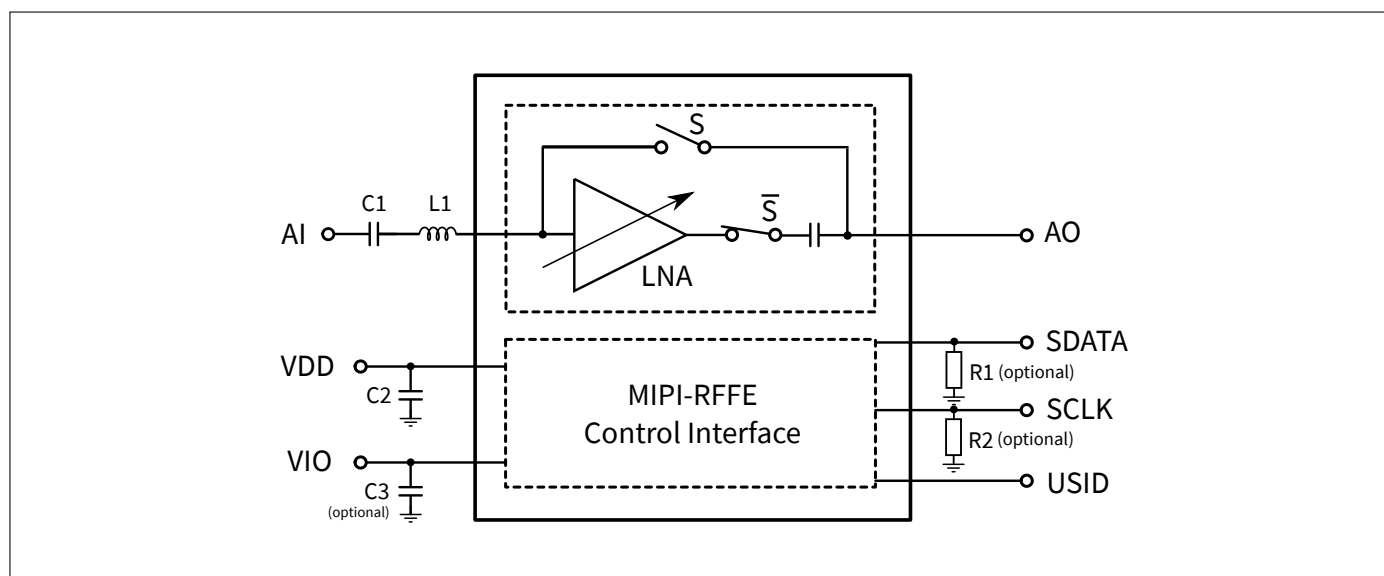 S
C1
L1
S̅
AI
AO
LNA
SDATA
VDD
R1 (optional)
C2
MIPI-RFFE
Control Interface
SCLK
R2 (optional)
VIO
C3
(optional)
USID